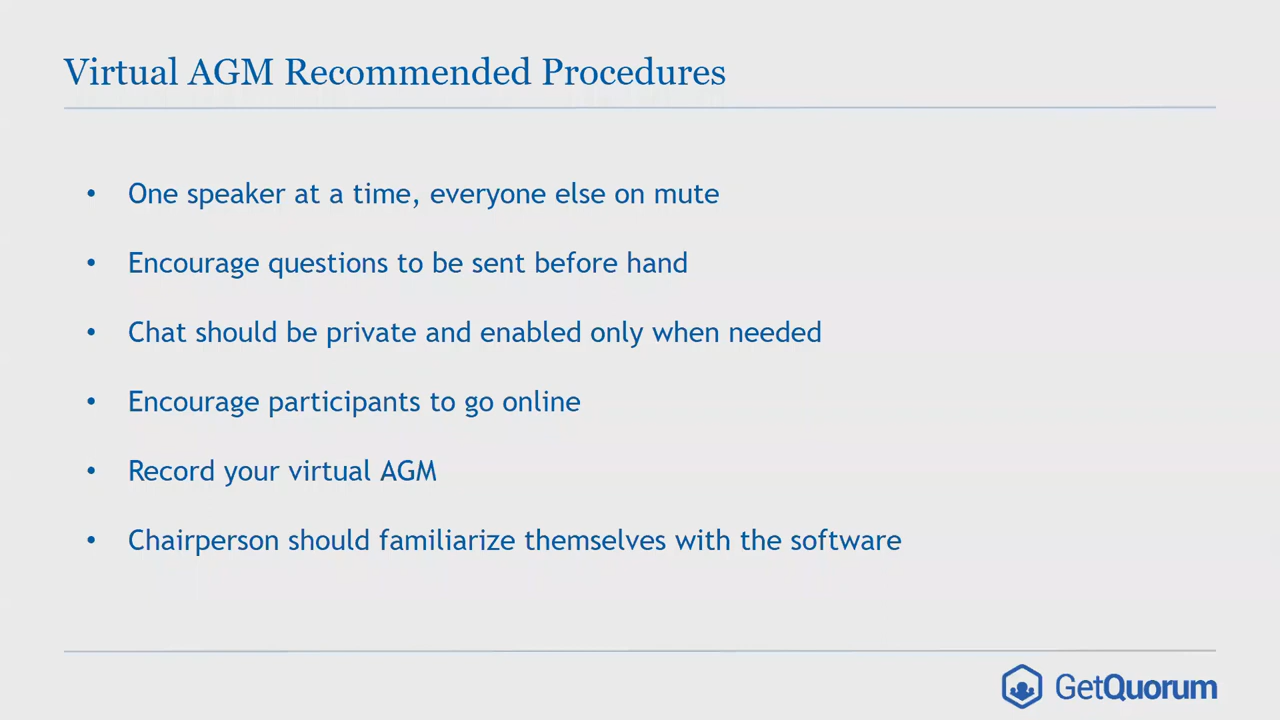 Virtual AGM Recommended Procedures
• One speaker at a time, everyone else on mute
• Encourage questions to be sent before hand
• Chat should be private and enabled only when needed
• Encourage participants to go online
• Record your virtual AGM
• Chairperson should familiarize themselves with the software
GetQuorum